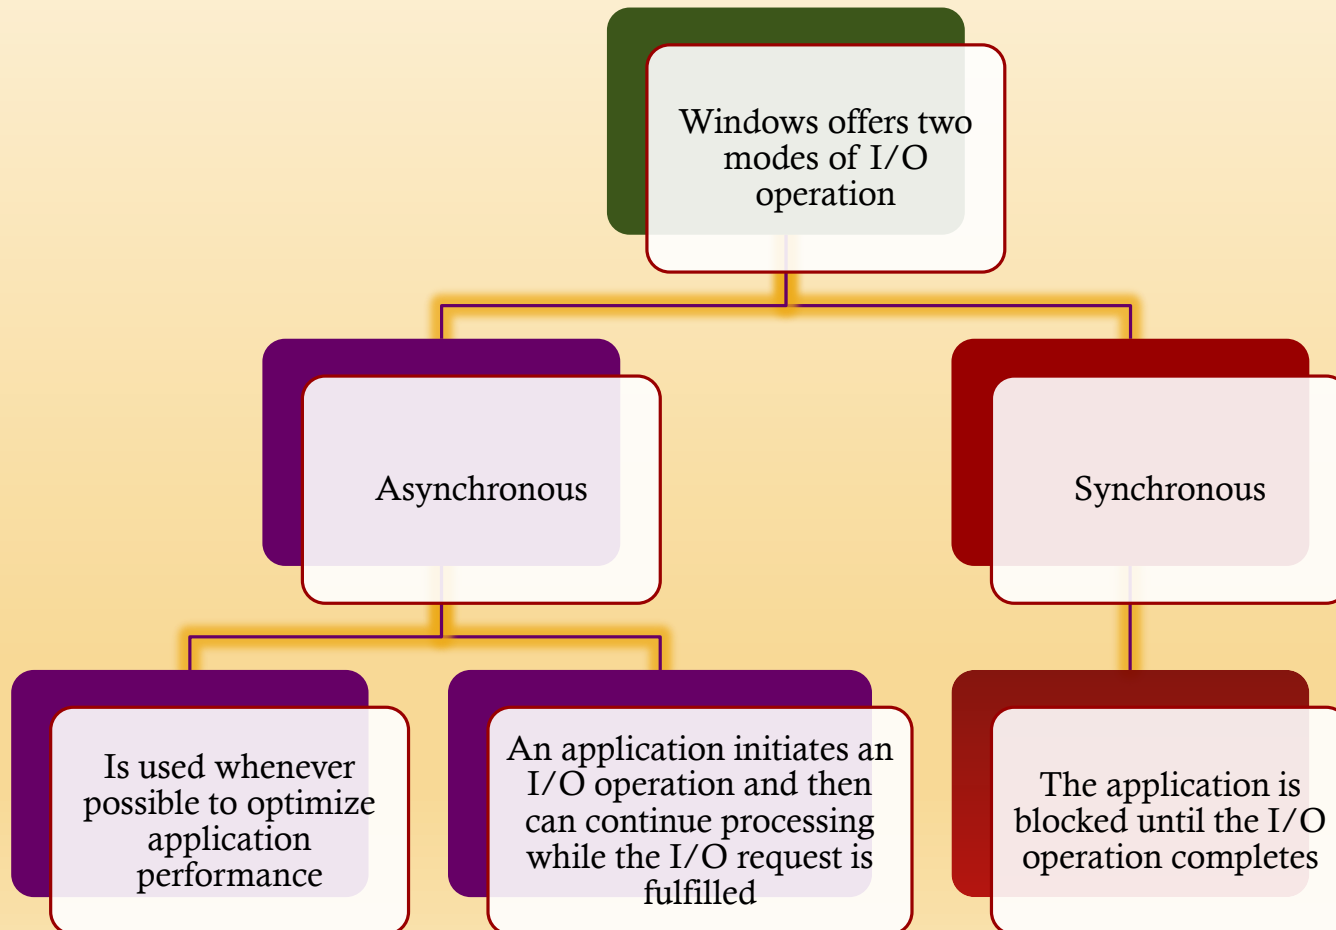 Windows offers two
modes of I/O
operation
Asynchronous
Synchronous
Is used whenever
possible to optimize
application
performance
An application initiates an
I/O operation and then
can continue processing
while the I/O request is
fulfilled
The application is
blocked until the I/O
operation completes